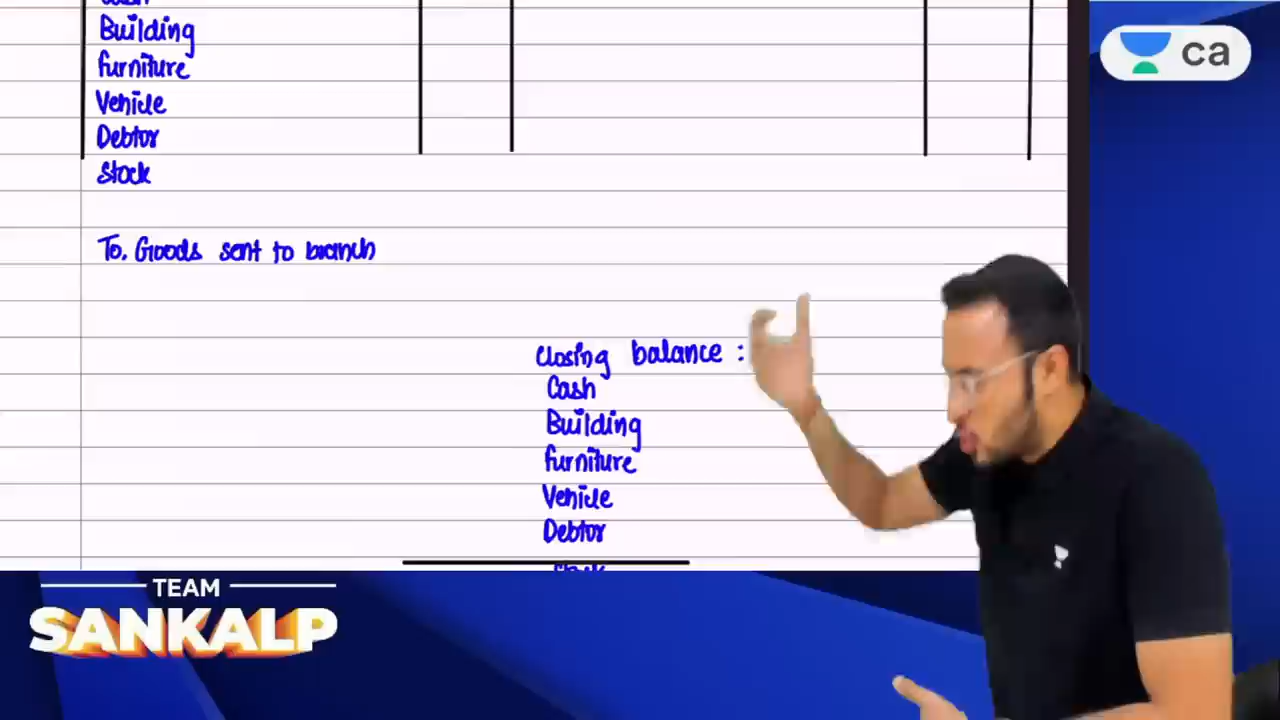 Building
furniture
Vehicle
Debtor
Stock
To. Goods sent to branch
Closing balance :
Cash
Building
furniture
Vehicle
Debtor
ca
TEAM
SANKALP